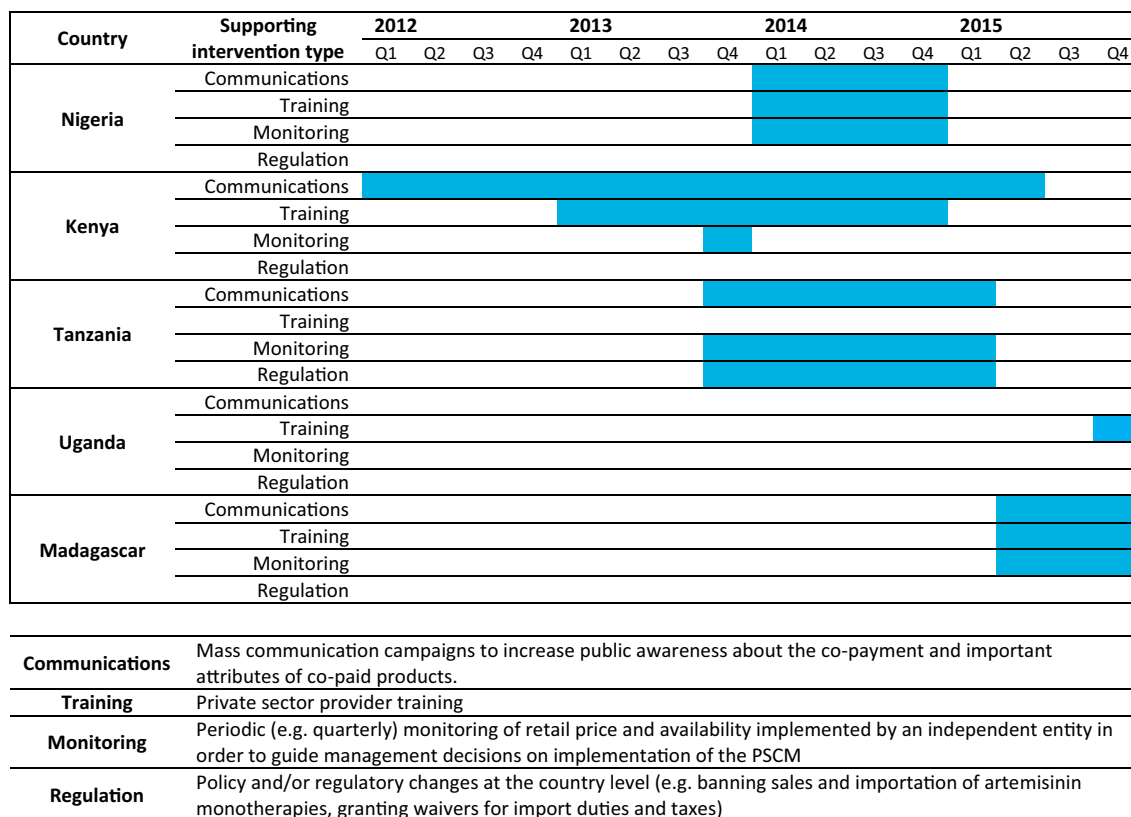 Country Supporting intervention type 2012 2013 2014 2015
Q1 Q2 Q3 Q4 Q1 Q2 Q3 Q4 Q1 Q2 Q3 Q4 Q1 Q2 Q3 Q4
Nigeria
Communications
Training
Monitoring
Regulation
Kenya
Communications
Training
Monitoring
Regulation
Tanzania
Communications
Training
Monitoring
Regulation
Uganda
Communications
Training
Monitoring
Regulation
Madagascar
Communications
Training
Monitoring
Regulation
Communications Mass communication campaigns to increase public awareness about the co-payment and important
attributes of co-paid products.
Training Private sector provider training
Monitoring Periodic (e.g. quarterly) monitoring of retail price and availability implemented by an independent entity in
order to guide management decisions on implementation of the PSCM
Regulation Policy and/or regulatory changes at the country level (e.g. banning sales and importation of artemisinin
monotherapies, granting waivers for import duties and taxes)